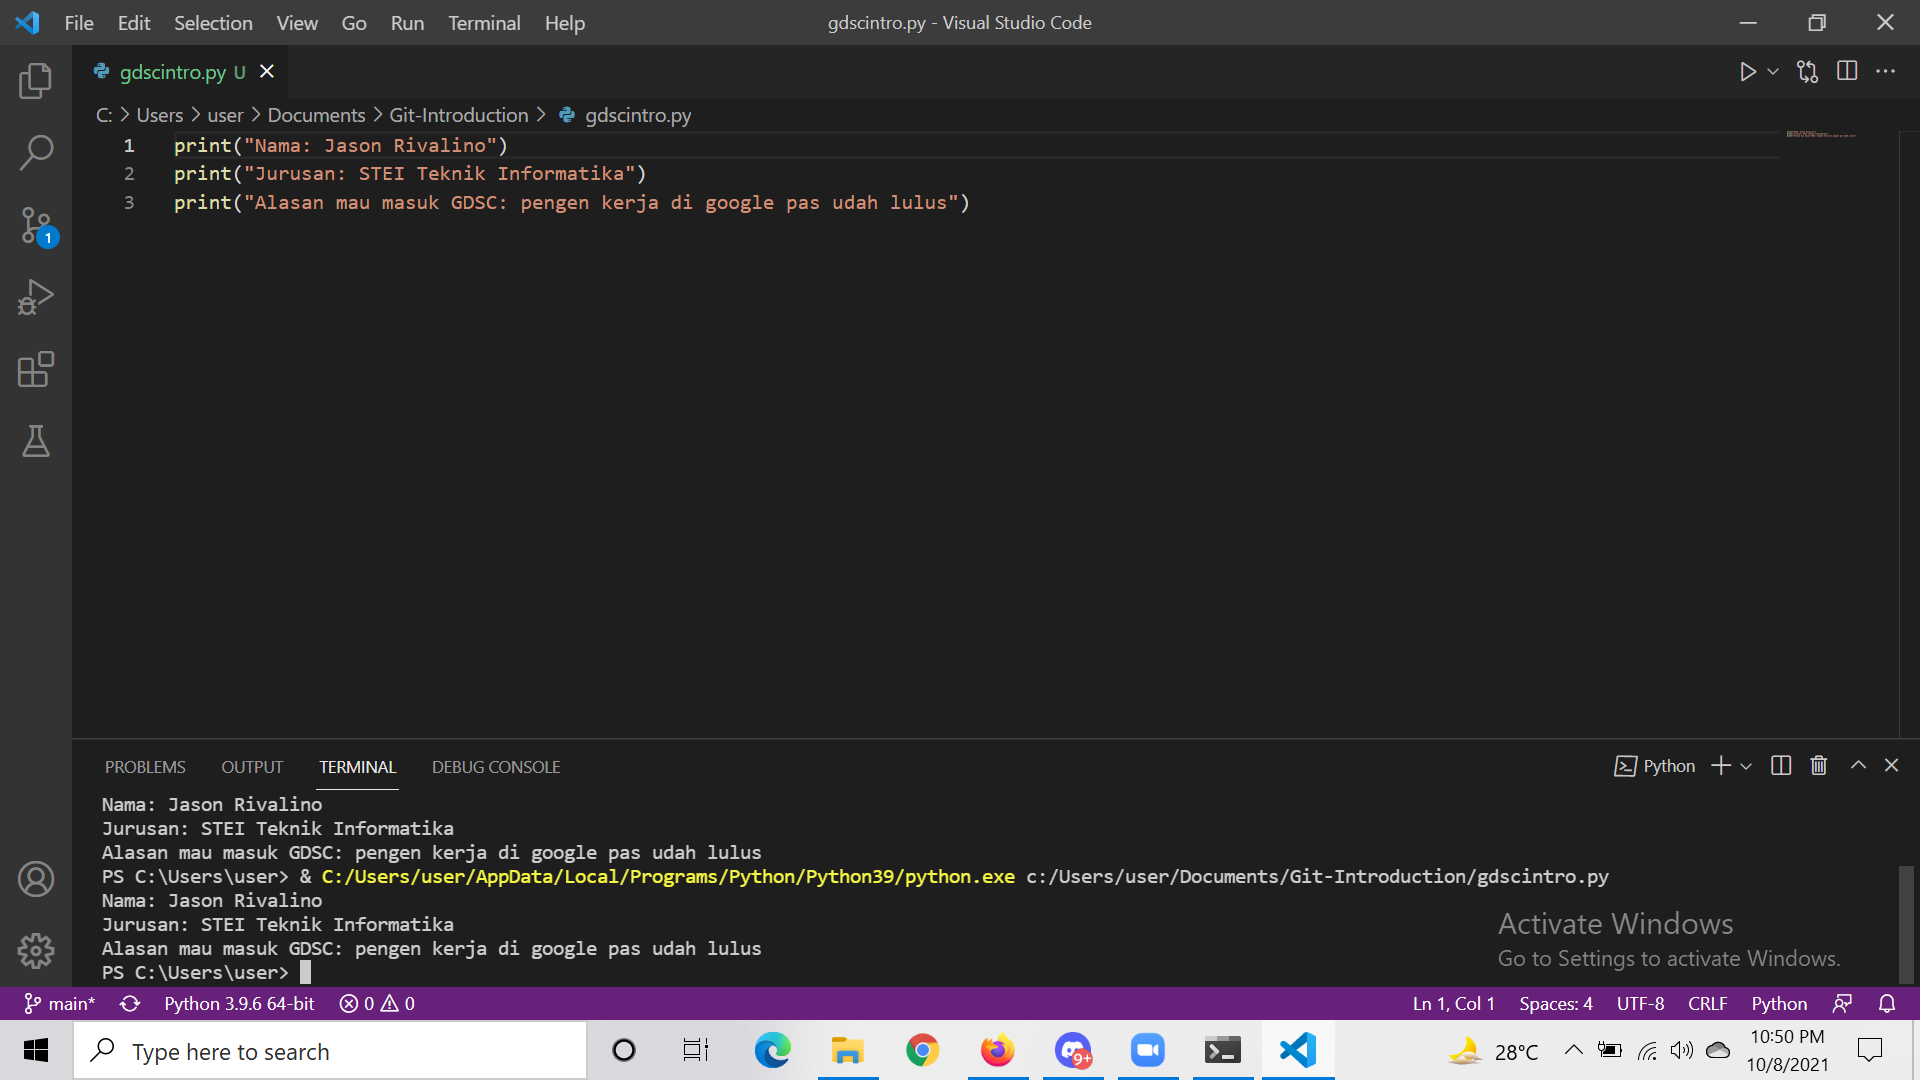 File Edit Selection View Go Run Terminal Help
gdscintro.py - Visual Studio Code
gdscintro.py U
C: > Users > user > Documents > Git-Introduction > gdscintro.py
1 print("Nama: Jason Rivalino")
2 print("Jurusan: STEI Teknik Informatika")
3 print("Alasan mau masuk GDSC: pengen kerja di google pas udah lulus")
1
PROBLEMS OUTPUT TERMINAL DEBUG CONSOLE
Python
Nama: Jason Rivalino
Jurusan: STEI Teknik Informatika
Alasan mau masuk GDSC: pengen kerja di google pas udah lulus
PS C:\Users\user> & C:/Users/user/AppData/Local/Programs/Python/Python39/python.exe c:/Users/user/Documents/Git-Introduction/gdscintro.py
Nama: Jason Rivalino
Jurusan: STEI Teknik Informatika
Alasan mau masuk GDSC: pengen kerja di google pas udah lulus
PS C:\Users\user>
Activate Windows
Go to Settings to activate Windows.
main* Python 3.9.6 64-bit 0 0
Ln 1, Col 1 Spaces: 4 UTF-8 CRLF Python
Type here to search
9+
28°C
10:50 PM
10/8/2021